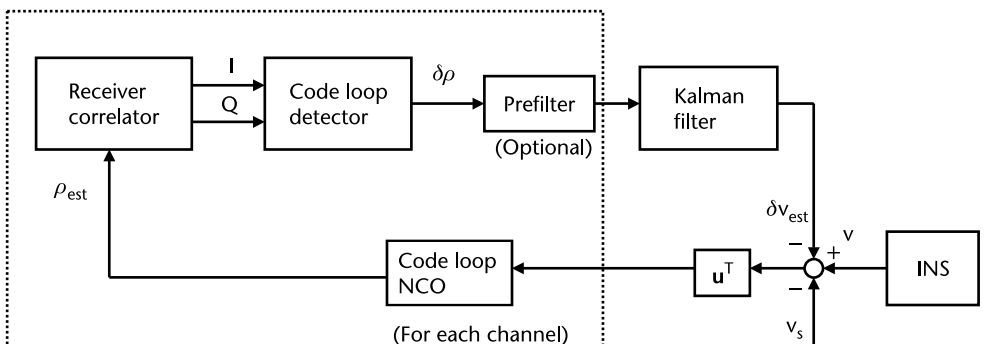 I
Q
Receiver
correlator
Code loop
detector
δρ
Prefilter
(Optional)
Kalman
filter
ρest
δvest
− + v
INS
Code loop
NCO
uT
−
vs
(For each channel)